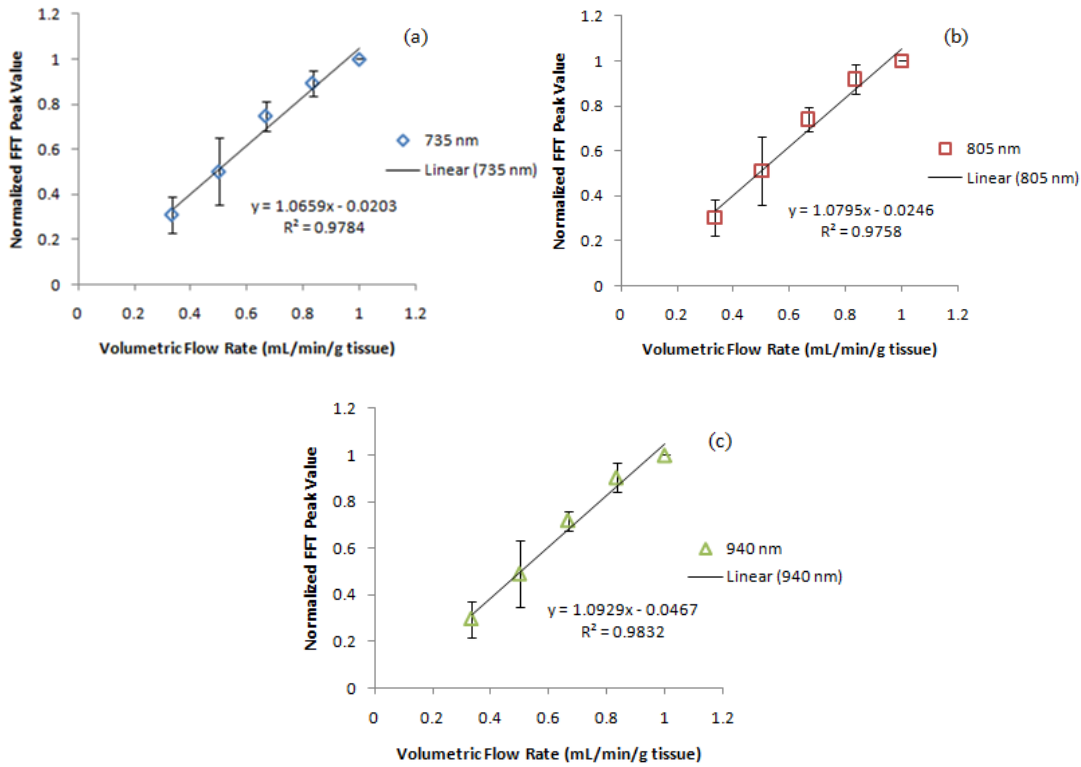 (a)
Normalized FFT Peak Value
1.2
1
0.8
0.6
0.4
0.2
0
0 0.2 0.4 0.6 0.8 1 1.2
Volumetric Flow Rate (mL/min/g tissue)
735 nm
Linear (735 nm)
y = 1.0659x - 0.0203
R² = 0.9784
(b)
Normalized FFT Peak Value
1.2
1
0.8
0.6
0.4
0.2
0
0 0.2 0.4 0.6 0.8 1 1.2
Volumetric Flow Rate (mL/min/g tissue)
805 nm
Linear (805 nm)
y = 1.0795x - 0.0246
R² = 0.9758
(c)
Normalized FFT Peak Value
1.2
1
0.8
0.6
0.4
0.2
0
0 0.2 0.4 0.6 0.8 1 1.2
Volumetric Flow Rate (mL/min/g tissue)
940 nm
Linear (940 nm)
y = 1.0929x - 0.0467
R² = 0.9832